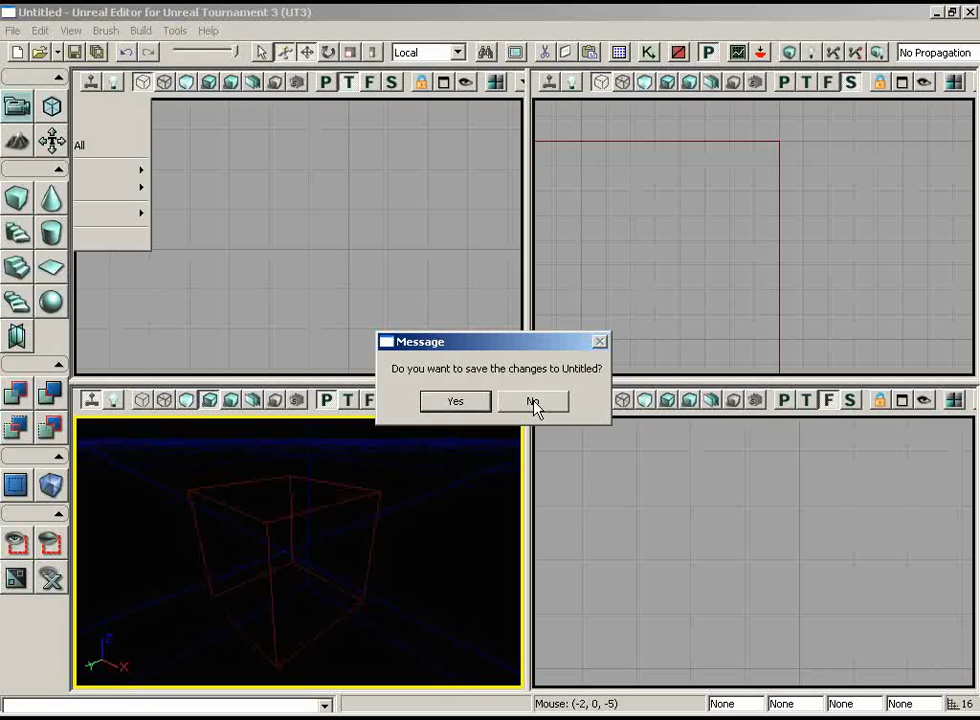 Untitled - Unreal Editor for Unreal Tournament 3 (UT3)
File Edit View Brush Build Tools Help
Local
P
No Propagation
P T F S
P T F S
All
Message
Do you want to save the changes to Untitled?
Yes No
P T F
F S
Z
Y X
Mouse: (-2, 0, -5)
None None None None 16